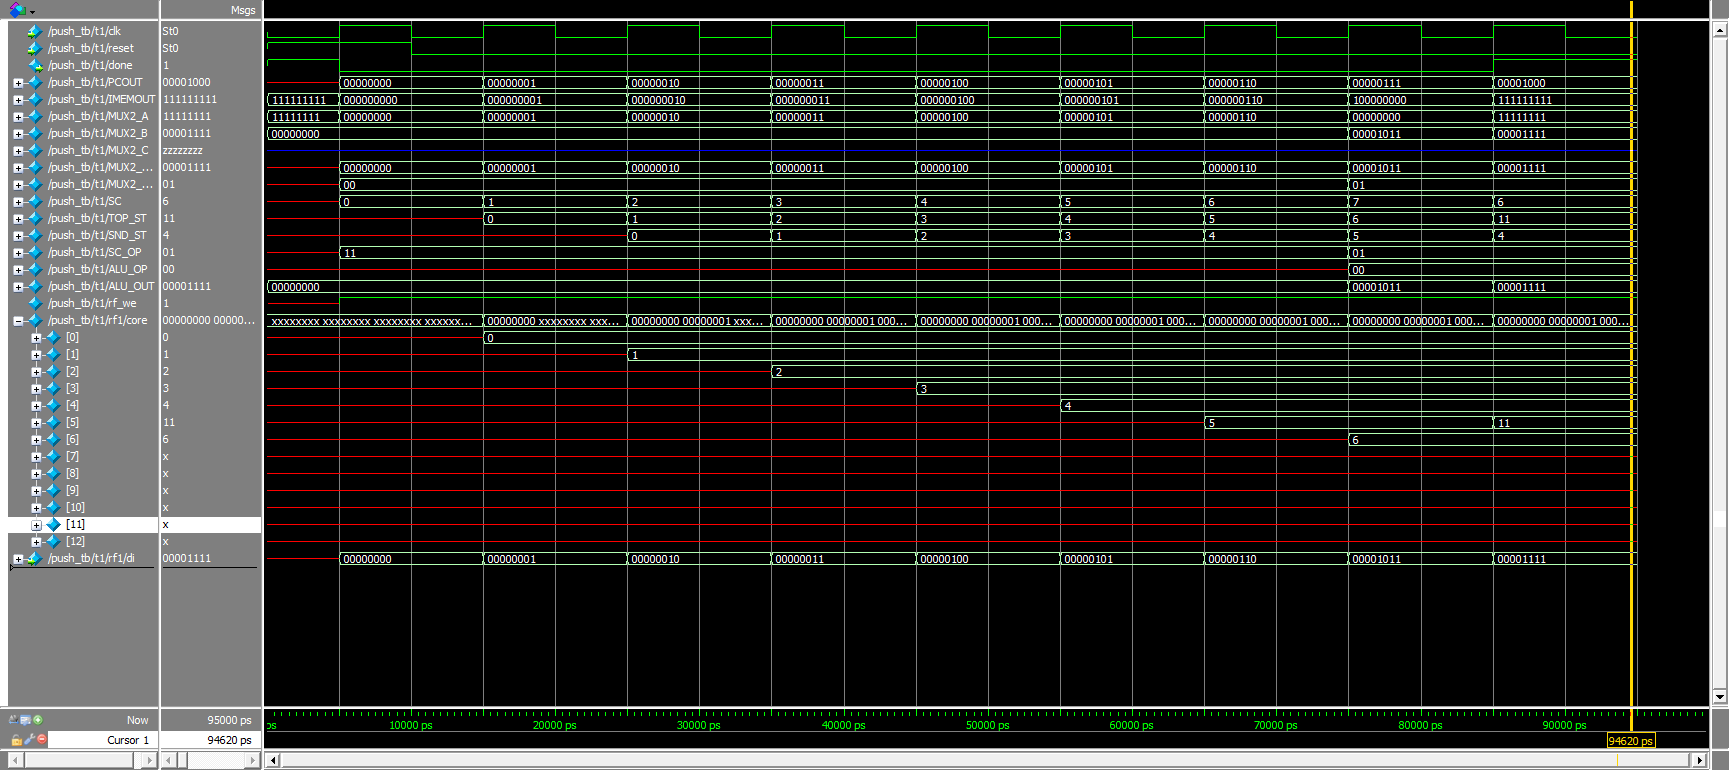 Msgs
/push_tb/t1/clk St0
/push_tb/t1/reset St0
/push_tb/t1/done 1
/push_tb/t1/PCOUT 00001000 00000000 00000001 00000010 00000011 00000100 00000101 00000110 00000111 00001000
/push_tb/t1/IMEMOUT 111111111 111111111 000000000 000000001 000000010 000000011 000000100 000000101 000000110 100000000 111111111
/push_tb/t1/MUX2_A 11111111 11111111 00000000 00000001 00000010 00000011 00000100 00000101 00000110 00000000 11111111
/push_tb/t1/MUX2_B 00001111 00000000 00001011 00001111
/push_tb/t1/MUX2_C zzzzzzzz
/push_tb/t1/MUX2_... 00001111 00000000 00000001 00000010 00000011 00000100 00000101 00000110 00001011 00001111
/push_tb/t1/MUX2_... 01 00 01
/push_tb/t1/SC 6 0 1 2 3 4 5 6 7 6
/push_tb/t1/TOP_ST 11 0 1 2 3 4 5 6 11
/push_tb/t1/SND_ST 4 0 1 2 3 4 5 4
/push_tb/t1/SC_OP 01 11 01
/push_tb/t1/ALU_OP 00 00
/push_tb/t1/ALU_OUT 00001111 00000000 00001011 00001111
/push_tb/t1/rf_we 1
/push_tb/t1/rf1/core 00000000 00000... xxxxxxxx xxxxxxxx xxxxxxxx xxxxxx... 00000000 xxxxxxxx xxx... 00000000 00000001 xxx... 00000000 00000001 000... 00000000 00000001 000... 00000000 00000001 000... 00000000 00000001 000... 00000000 00000001 000... 00000000 00000001 000...
[0] 0 0
[1] 1 1
[2] 2 2
[3] 3 3
[4] 4 4
[5] 11 5 11
[6] 6 6
[7] x
[8] x
[9] x
[10] x
[11] x
[12] x
/push_tb/t1/rf1/di 00001111 00000000 00000001 00000010 00000011 00000100 00000101 00000110 00001011 00001111
Now 95000 ps ps 10000 ps 20000 ps 30000 ps 40000 ps 50000 ps 60000 ps 70000 ps 80000 ps 90000 ps
Cursor 1 94620 ps 94620 ps